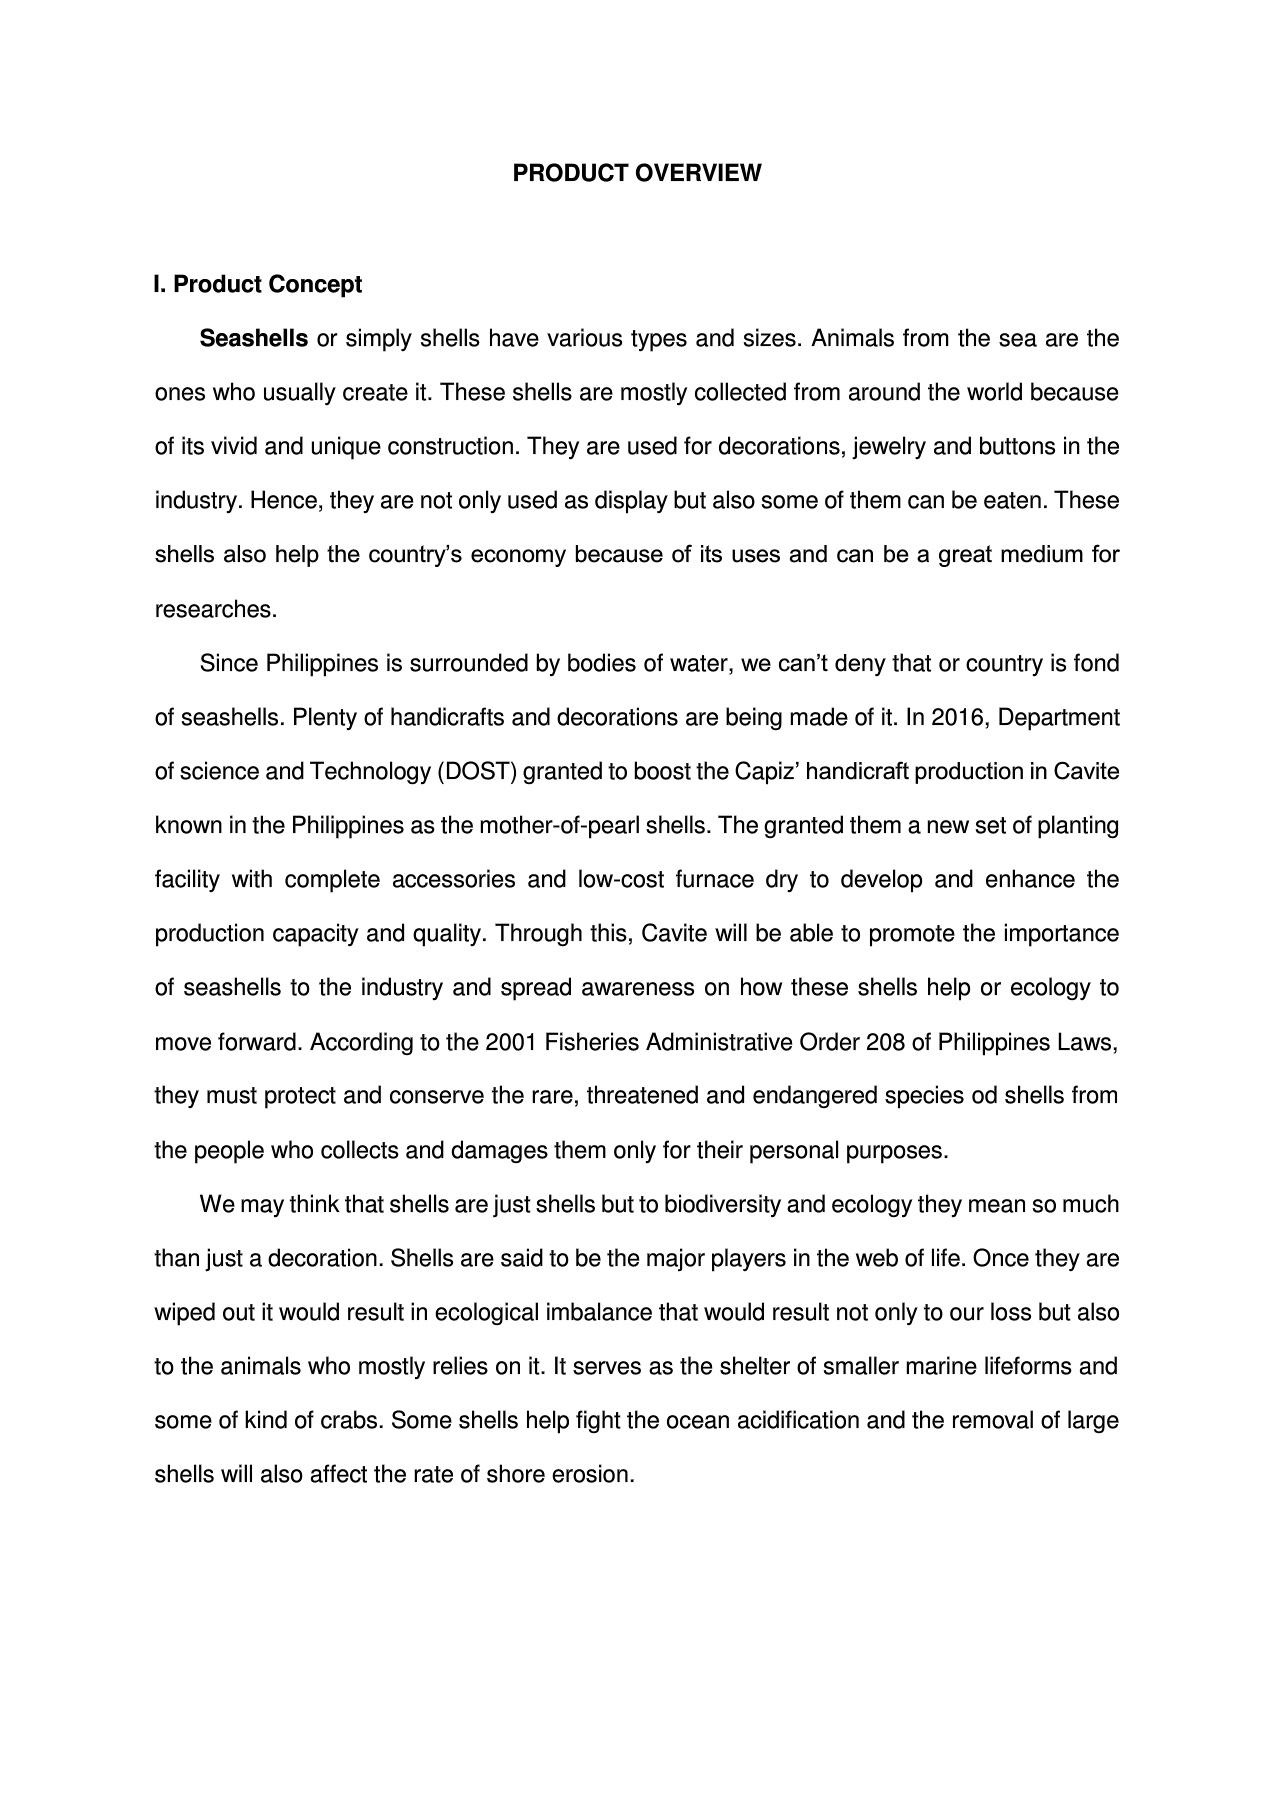 PRODUCT OVERVIEW
I. Product Concept
Seashells or simply shells have various types and sizes. Animals from the sea are the
ones who usually create it. These shells are mostly collected from around the world because
of its vivid and unique construction. They are used for decorations, jewelry and buttons in the
industry. Hence, they are not only used as display but also some of them can be eaten. These
shells also help the country’s economy because of its uses and can be a great medium for
researches.
Since Philippines is surrounded by bodies of water, we can’t deny that or country is fond
of seashells. Plenty of handicrafts and decorations are being made of it. In 2016, Department
of science and Technology (DOST) granted to boost the Capiz’ handicraft production in Cavite
known in the Philippines as the mother-of-pearl shells. The granted them a new set of planting
facility with complete accessories and low-cost furnace dry to develop and enhance the
production capacity and quality. Through this, Cavite will be able to promote the importance
of seashells to the industry and spread awareness on how these shells help or ecology to
move forward. According to the 2001 Fisheries Administrative Order 208 of Philippines Laws,
they must protect and conserve the rare, threatened and endangered species od shells from
the people who collects and damages them only for their personal purposes.
We may think that shells are just shells but to biodiversity and ecology they mean so much
than just a decoration. Shells are said to be the major players in the web of life. Once they are
wiped out it would result in ecological imbalance that would result not only to our loss but also
to the animals who mostly relies on it. It serves as the shelter of smaller marine lifeforms and
some of kind of crabs. Some shells help fight the ocean acidification and the removal of large
shells will also affect the rate of shore erosion.